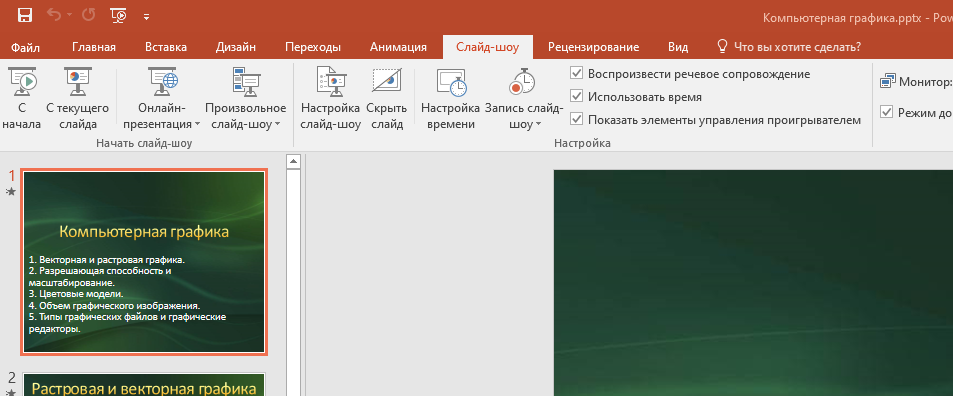 Компьютерная графика.pptx - Pow
Файл Главная Вставка Дизайн Переходы Анимация Слайд-шоу Рецензирование Вид Что вы хотите сделать?
С начала
С текущего слайда
Онлайн-презентация
Произвольное слайд-шоу
Начать слайд-шоу
Настройка слайд-шоу
Скрыть слайд
Настройка времени
Запись слайд-шоу
Воспроизвести речевое сопровождение
Использовать время
Показать элементы управления проигрывателем
Настройка
Монитор:
Режим до
1
Компьютерная графика
1. Векторная и растровая графика.
2. Разрешающая способность и
масштабирование.
3. Цветовые модели.
4. Объем графического изображения.
5. Типы графических файлов и графические
редакторы.
2
Растровая и векторная графика